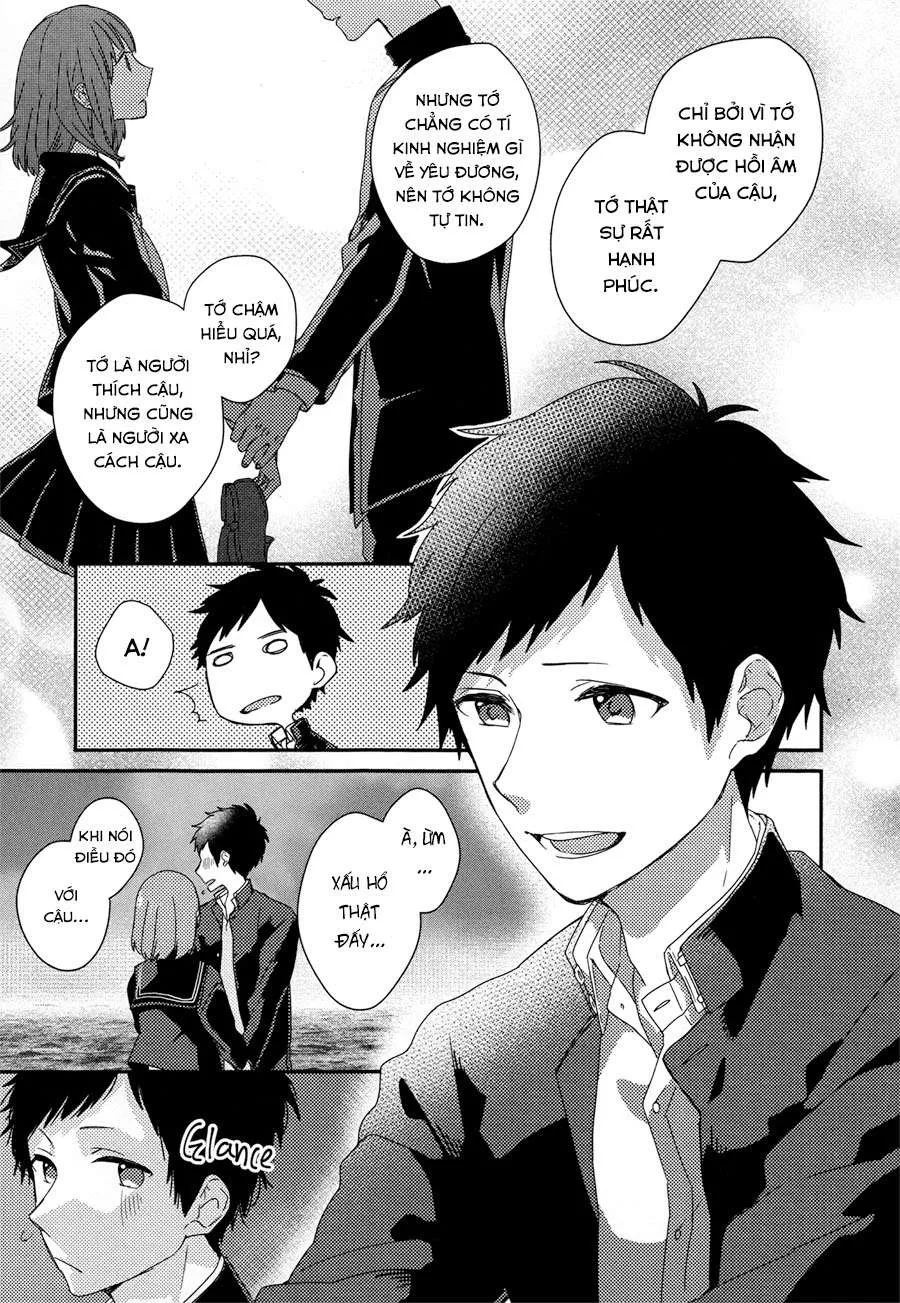 CHỈ BỞI VÌ TỚ
KHÔNG NHẬN
ĐƯỢC HỒI ÂM
CỦA CẬU,
TỚ THẬT
SỰ RẤT
HẠNH
PHÚC.
NHƯNG TỚ
CHẲNG CÓ TÍ
KINH NGHIỆM GÌ
VỀ YÊU ĐƯƠNG,
NÊN TỚ KHÔNG
TỰ TIN.
TỚ CHẬM
HIỂU QUÁ,
NHỈ?
TỚ LÀ NGƯỜI
THÍCH CẬU,
NHƯNG CŨNG
LÀ NGƯỜI XA
CÁCH CẬU.
A!
À, ỪM
...
XẤU HỔ
THẬT
ĐẤY...
KHI NÓI
ĐIỀU ĐÓ
VỚI
CẬU...
Glance